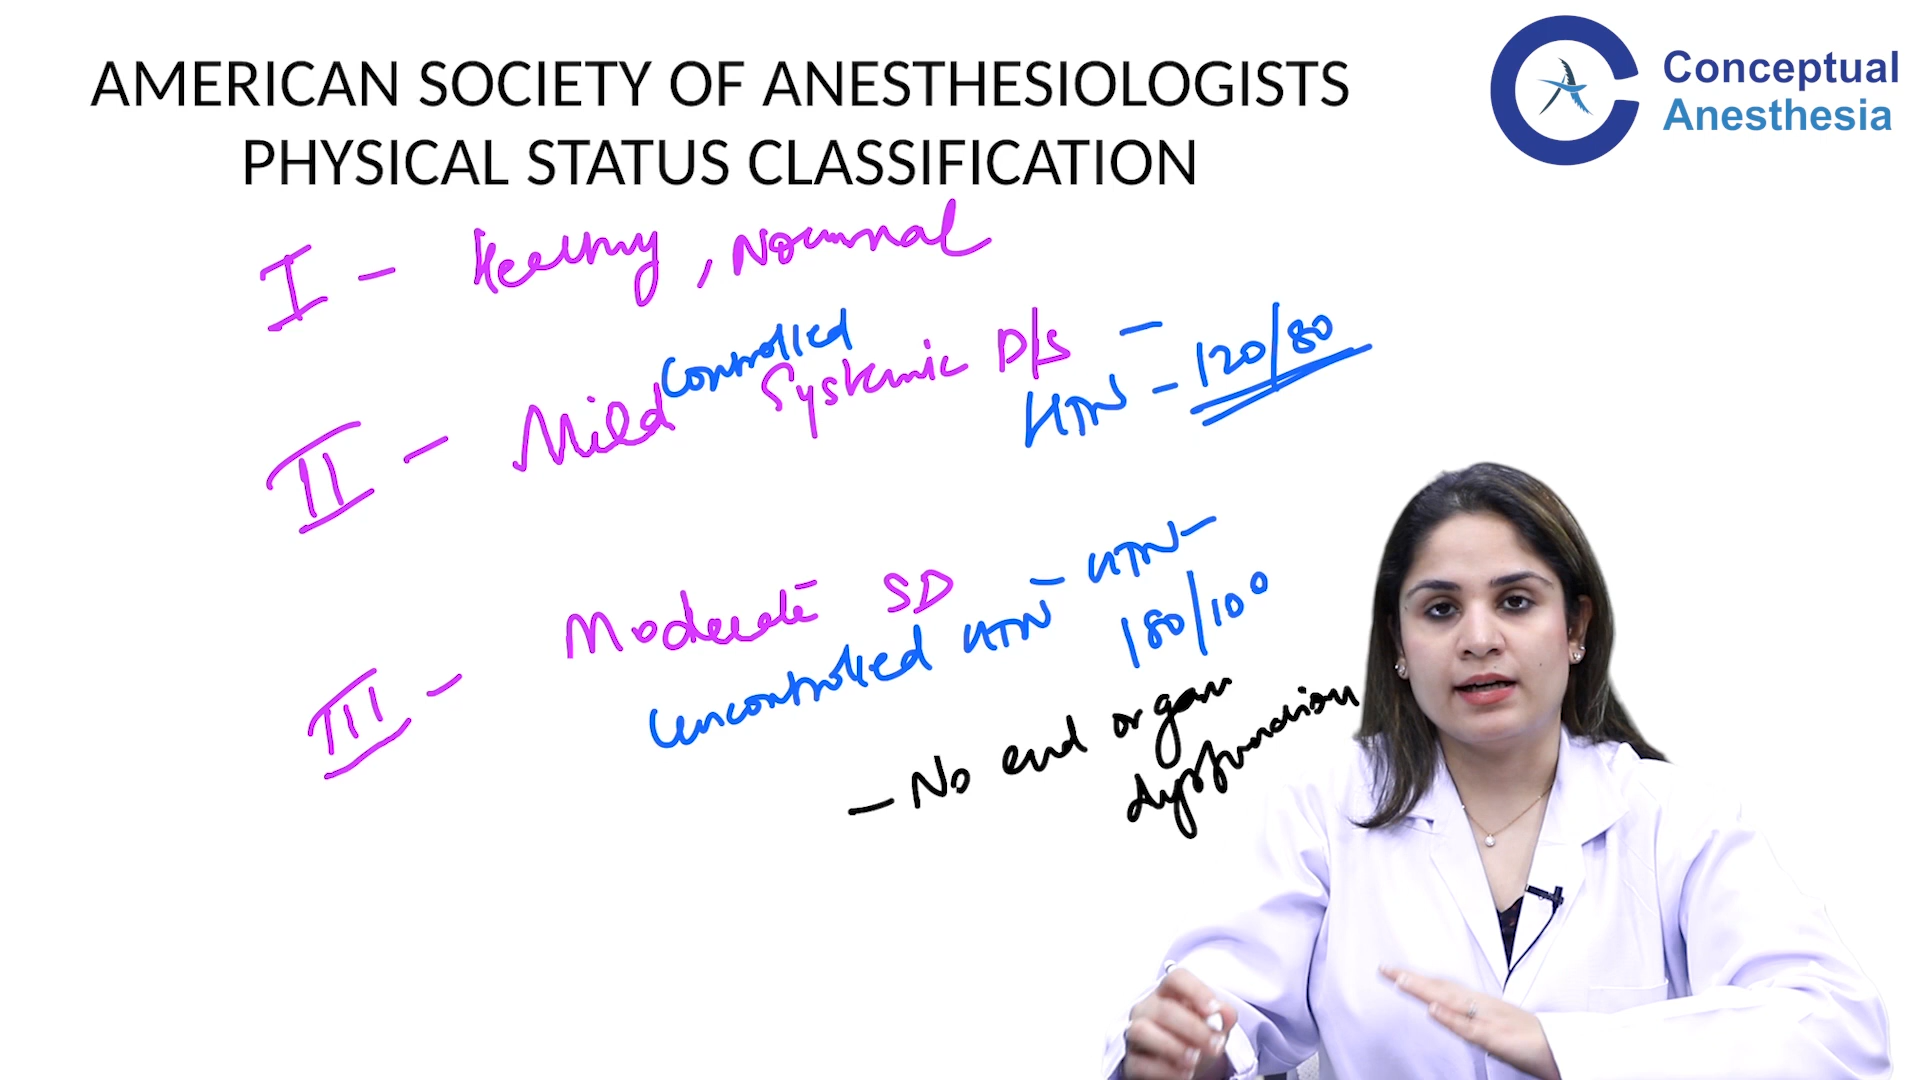 AMERICAN SOCIETY OF ANESTHESIOLOGISTS
PHYSICAL STATUS CLASSIFICATION
Conceptual
Anesthesia
I - Healthy, Normal
II - Mild controlled Systemic D/s -
HTN - 120/80
III - Moderate SD
uncontrolled HTN - HTN -
180/100
- No end organ
dysfunction